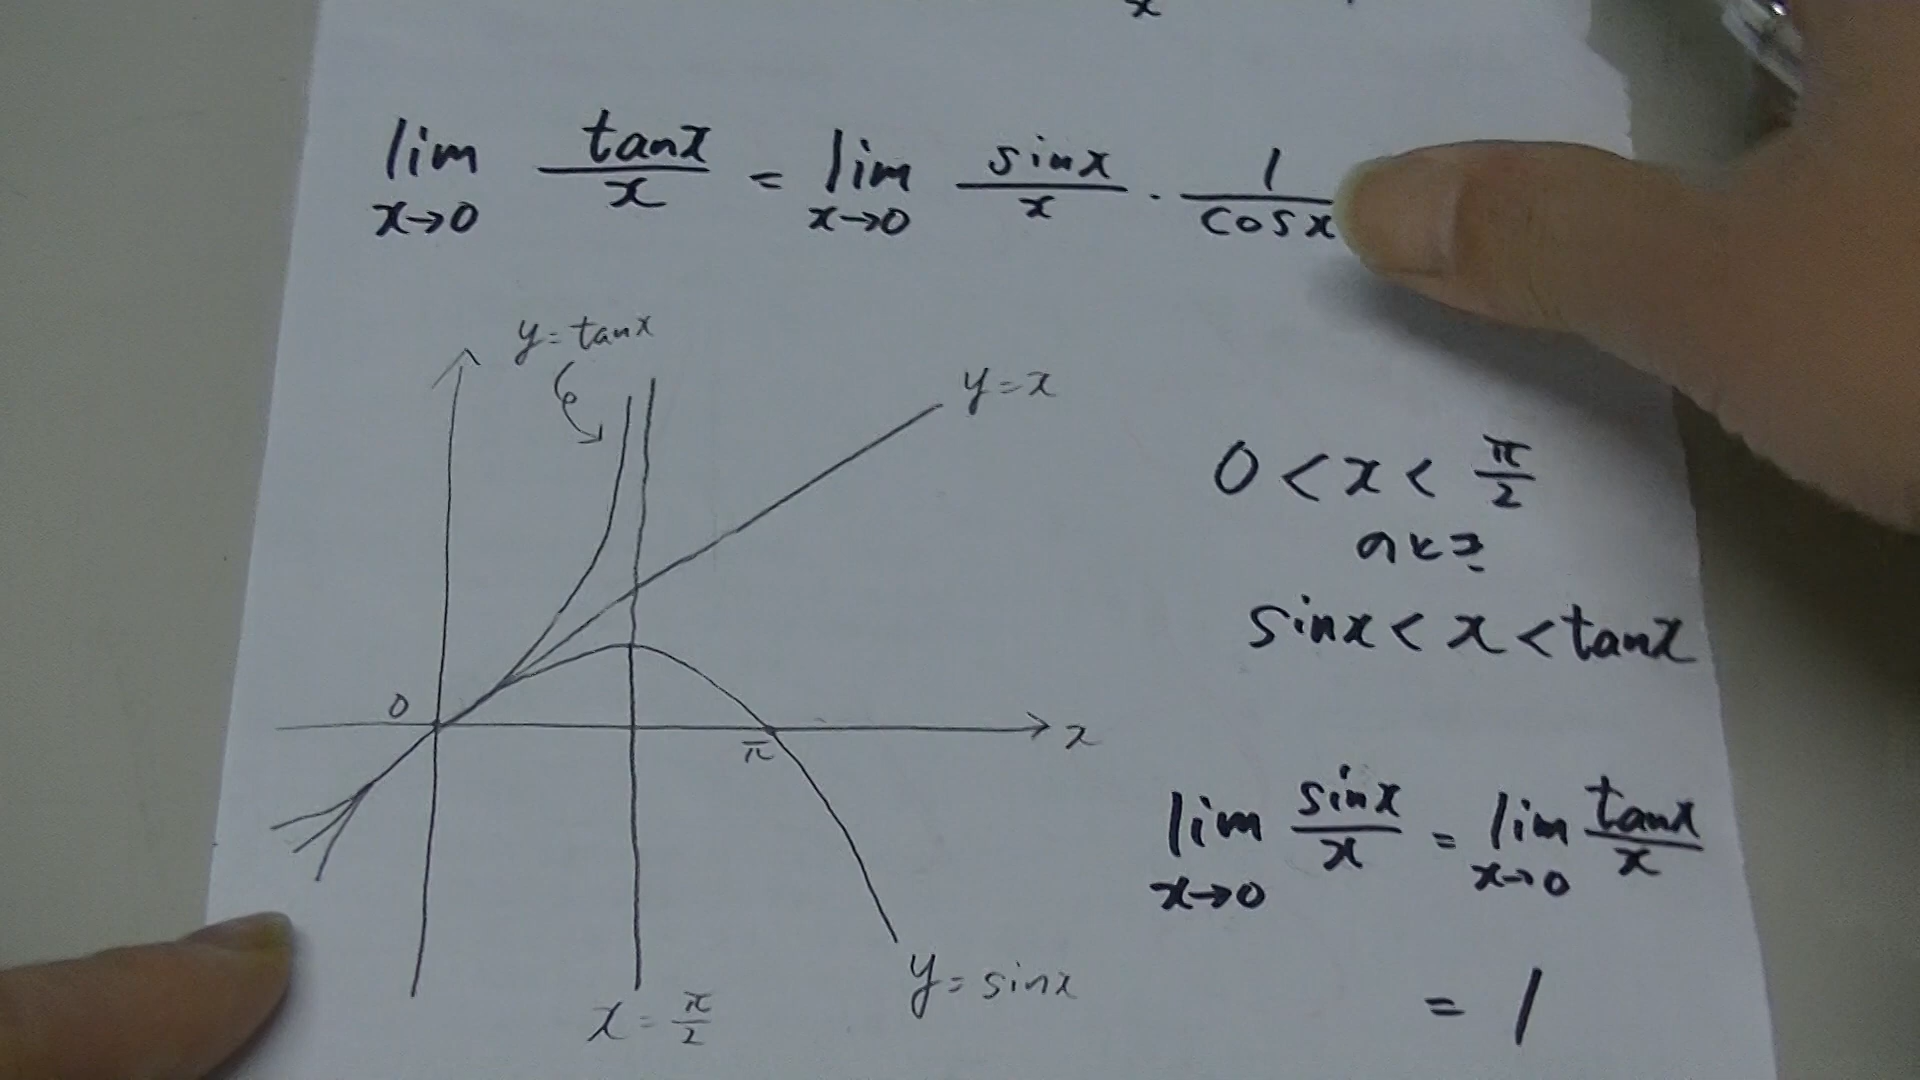 x
lim x→0 tanx/x = lim x→0 sinx/x · 1/cosx
y=tanx
y=x
0<x<π/2
のとき
sinx<x<tanx
0
π
x
lim x→0 sinx/x = lim x→0 tanx/x
= 1
y=sinx
x=π/2